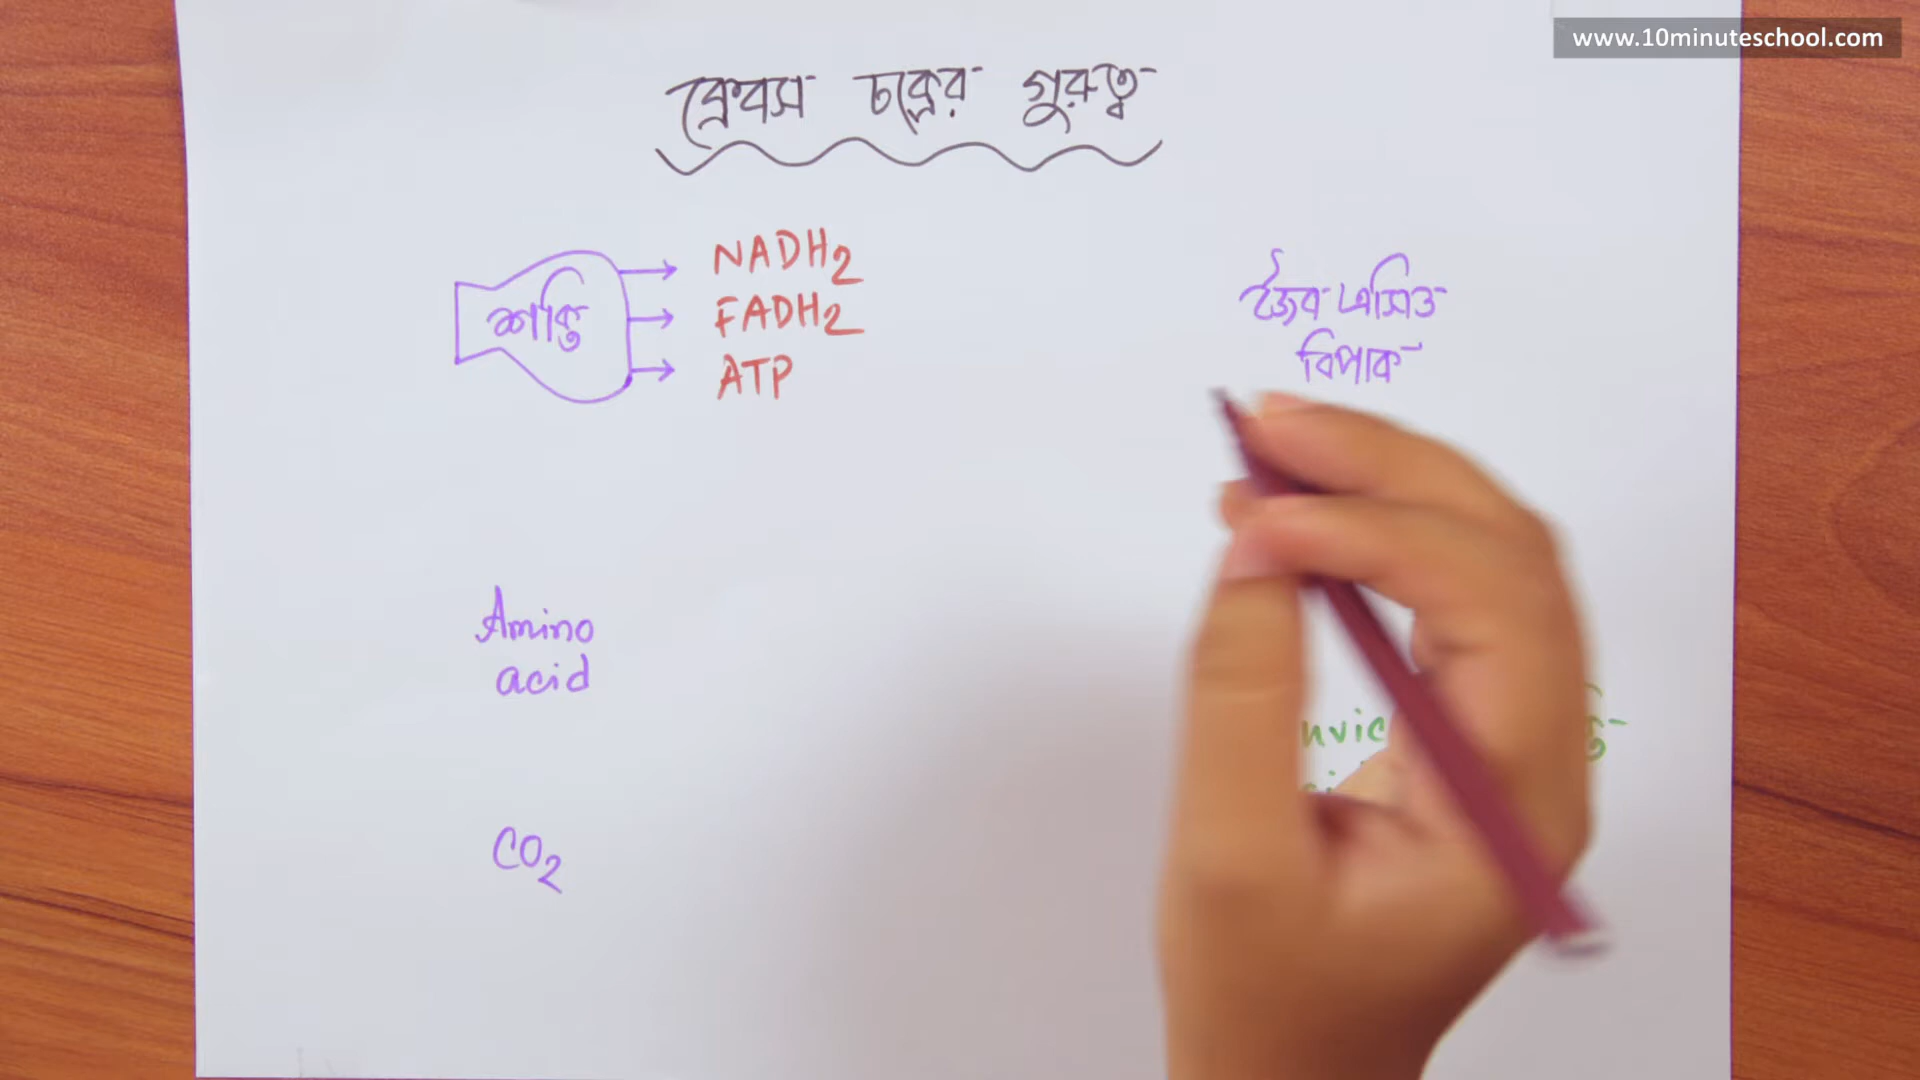 www.10minuteschool.com
ক্রেবস চক্রের গুরুত্ব
শক্তি
NADH2
FADH2
ATP
জৈব এসিড
বিপাক
Amino
acid
CO2